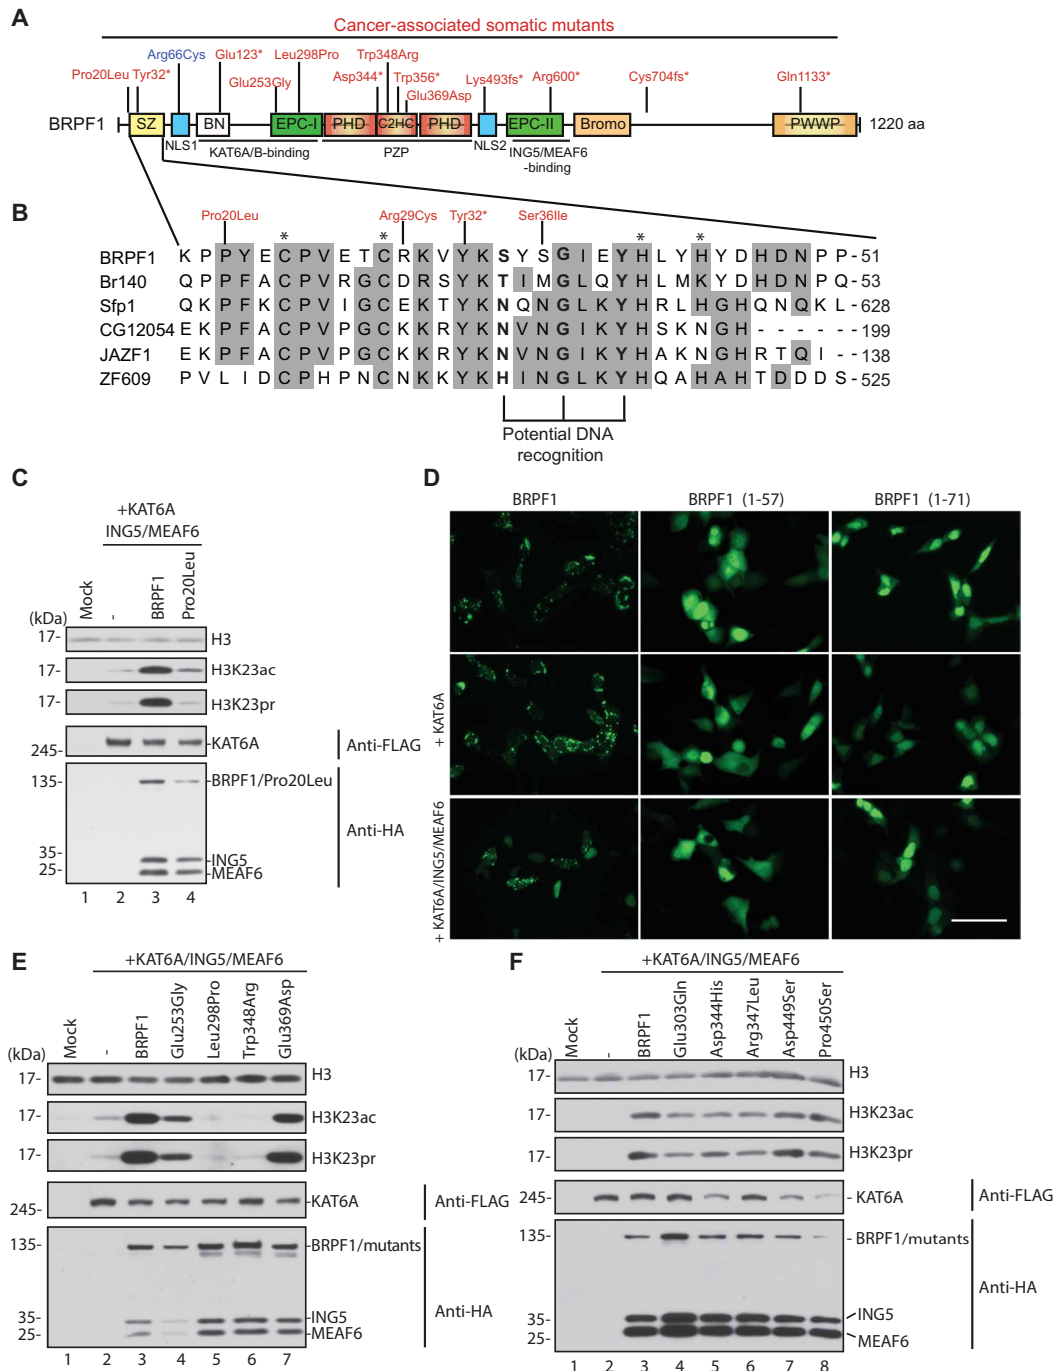 A
Cancer-associated somatic mutants
Arg66Cys Glu123* Leu298Pro Trp348Arg
Pro20Leu Tyr32* Glu253Gly Asp344* Trp356* Glu369Asp Lys493fs* Arg600* Cys704fs* Gln1133*
BRPF1 SZ BN EPC-I PHD C2HC PHD EPC-II Bromo PWWP 1220 aa
NLS1 KAT6A/B-binding PZP NLS2 ING5/MEAF6
-binding
B
Pro20Leu Arg29Cys Tyr32* Ser36Ile
* * * *
BRPF1 K P P Y E C P V E T C R K V Y K S Y S G I E Y H L Y H Y D H D N P P - 51
Br140 Q P P F A C P V R G C D R S Y K T I M G L Q Y H L M K Y D H D N P Q - 53
Sfp1 Q K P F K C P V I G C E K T Y K N Q N G L K Y H R L H G H Q N Q K L - 628
CG12054 E K P F A C P V P G C K K R Y K N V N G L K Y H S K N G H - - - - - - 199
JAZF1 E K P F A C P V P G C K K R Y K N V N G I K Y H A K N G H R T Q I - - 138
ZF609 P V L I D C P H P N C N K K Y K H I N G L K Y H Q A H A H T D D D S - 525
Potential DNA
recognition
C
+KAT6A
ING5/MEAF6
Mock - BRPF1 Pro20Leu
(kDa)
17- H3
17- H3K23ac
17- H3K23pr
245- -KAT6A Anti-FLAG
135- -BRPF1/Pro20Leu
Anti-HA
35- -ING5
25- -MEAF6
1 2 3 4
D
BRPF1 BRPF1 (1-57) BRPF1 (1-71)
+ KAT6A
+ KAT6A/ING5/MEAF6
E
+KAT6A/ING5/MEAF6
Mock - BRPF1 Glu253Gly Leu298Pro Trp348Arg Glu369Asp
(kDa)
17- H3
17- H3K23ac
17- H3K23pr
245- -KAT6A Anti-FLAG
135- -BRPF1/mutants
Anti-HA
35- -ING5
25- -MEAF6
1 2 3 4 5 6 7
F
+KAT6A/ING5/MEAF6
Mock - BRPF1 Glu303Gln Asp344His Arg347Leu Asp449Ser Pro450Ser
(kDa)
17- H3
17- H3K23ac
17- H3K23pr
-245- - KAT6A Anti-FLAG
135- - BRPF1/mutants
Anti-HA
35- ING5
25- MEAF6
1 2 3 4 5 6 7 8